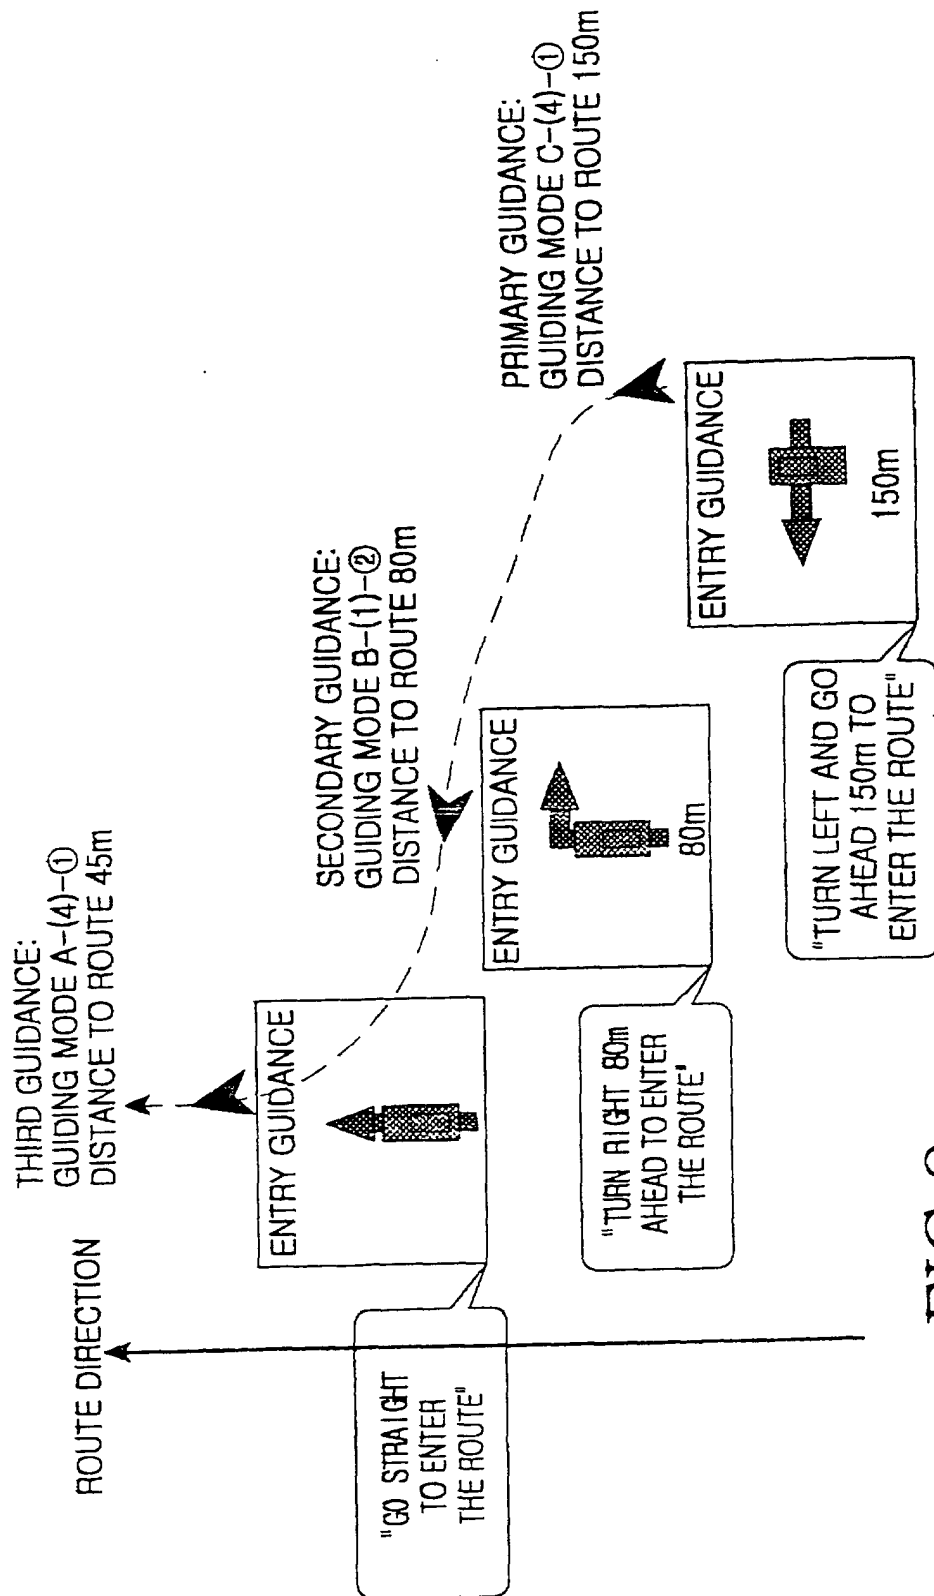 ROUTE DIRECTION
THIRD GUIDANCE:
GUIDING MODE A-(4)-①
DISTANCE TO ROUTE 45m
SECONDARY GUIDANCE:
GUIDING MODE B-(1)-②
DISTANCE TO ROUTE 80m
PRIMARY GUIDANCE:
GUIDING MODE C-(4)-①
DISTANCE TO ROUTE 150m
ENTRY GUIDANCE
"GO STRAIGHT
TO ENTER
THE ROUTE"
ENTRY GUIDANCE
80m
"TURN RIGHT 80m
AHEAD TO ENTER
THE ROUTE"
ENTRY GUIDANCE
150m
"TURN LEFT AND GO
AHEAD 150m TO
ENTER THE ROUTE"
FIG.